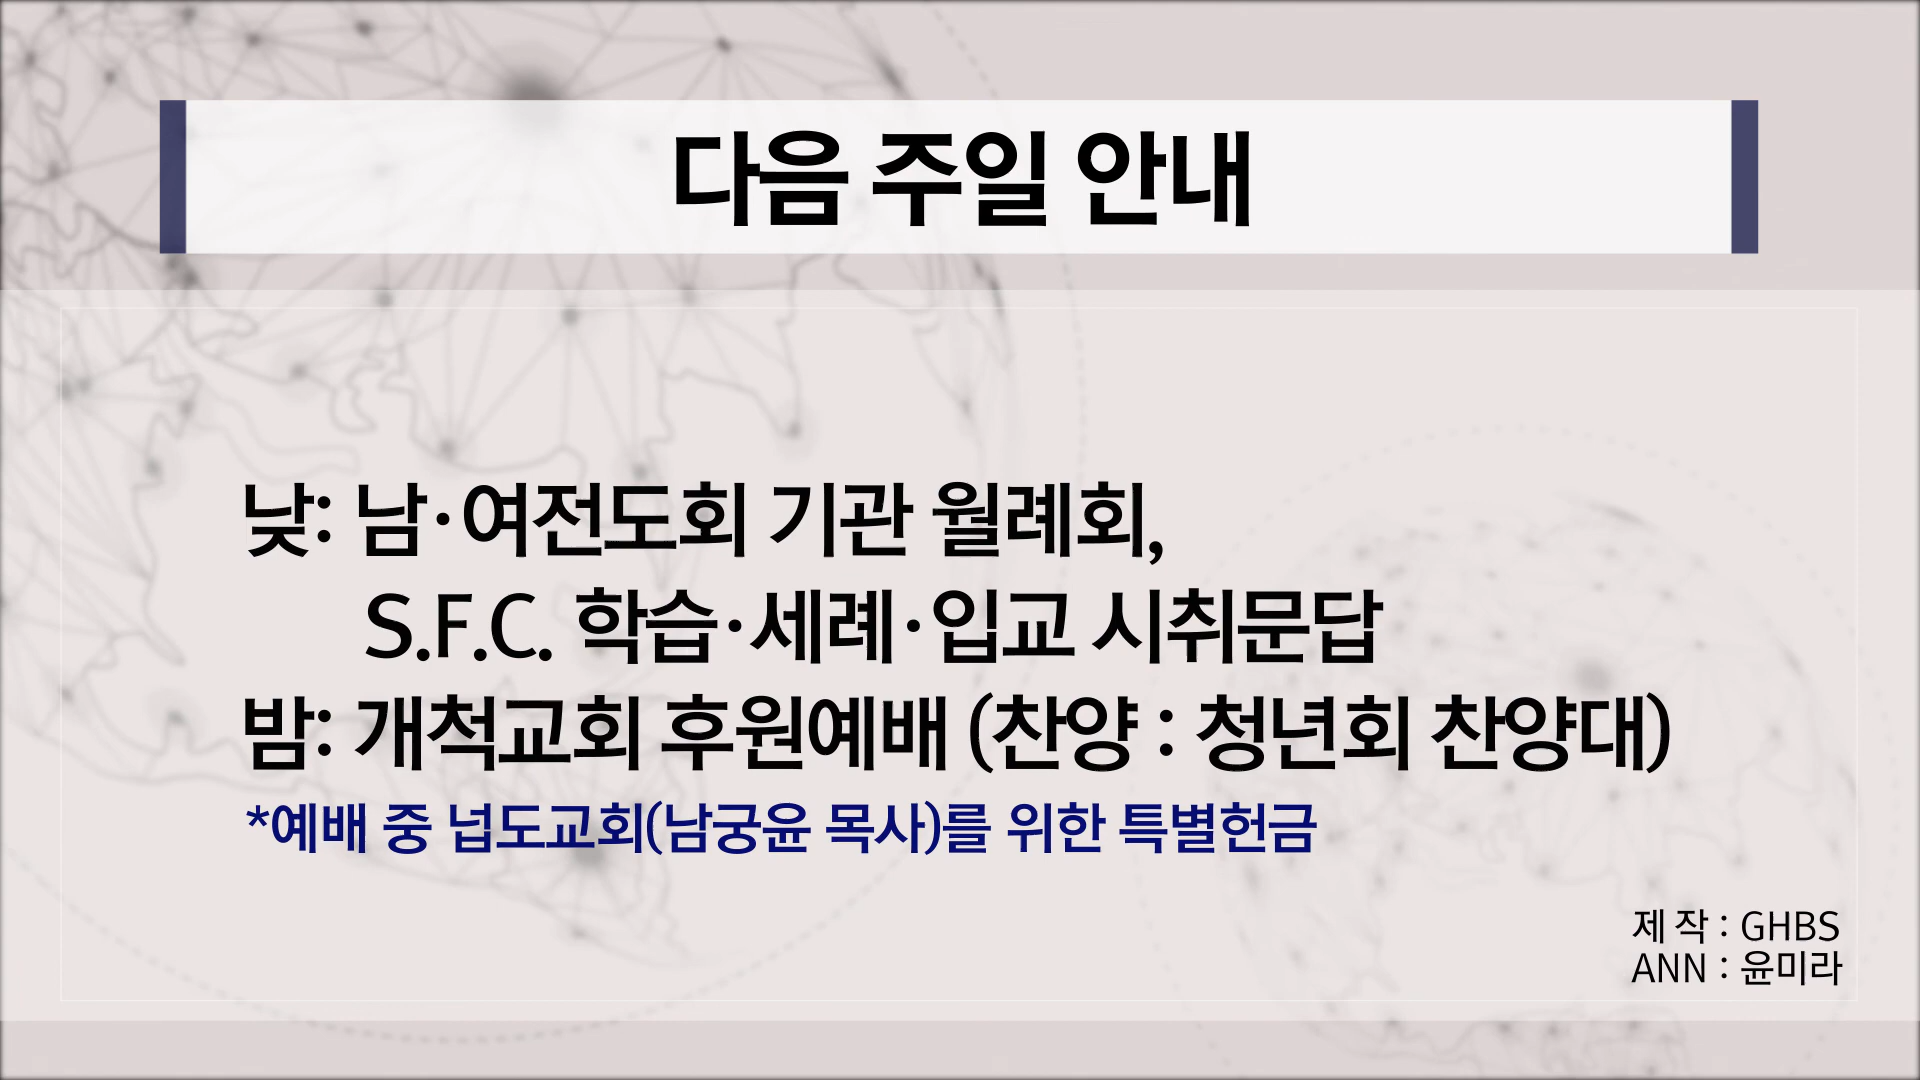 다음 주일 안내
낮: 남·여전도회 기관 월례회,
S.F.C. 학습·세례·입교 시취문답
밤: 개척교회 후원예배 (찬양 : 청년회 찬양대)
*예배 중 넙도교회(남궁윤 목사)를 위한 특별헌금
제 작 : GHBS
ANN : 윤미라